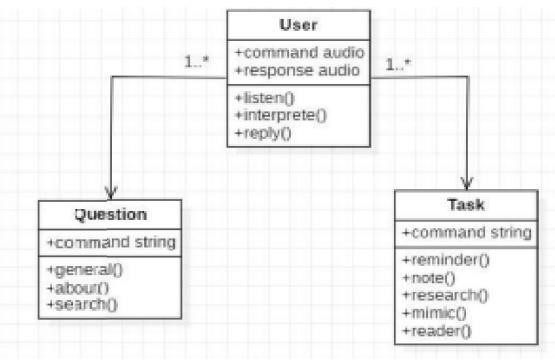 User
+command audio
+response audio
+listen()
+interprete()
+reply()
1..*
1..*
Question
+command string
+general()
+about()
+search()
Task
+command string
+reminder()
+note()
+research()
+mimic()
+reader()